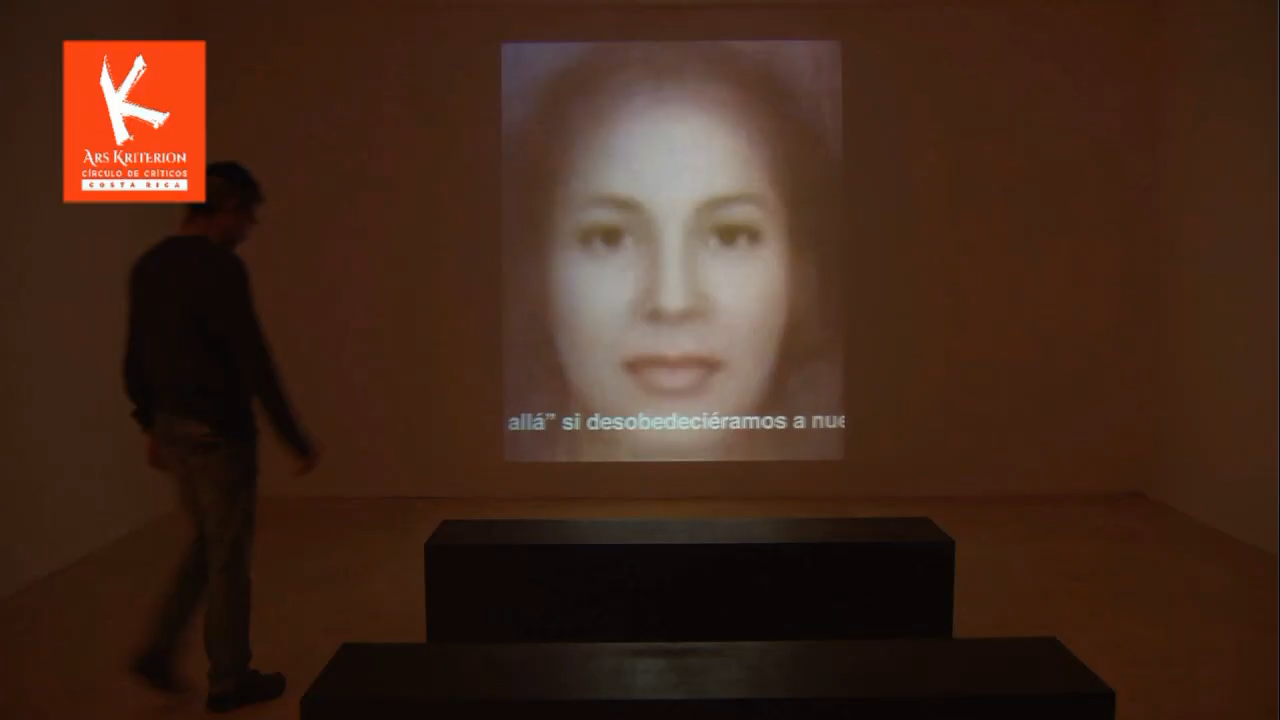 K
ARS KRITERION
CÍRCULO DE CRÍTICOS
COSTA RICA
allá” si desobedeciéramos a nue